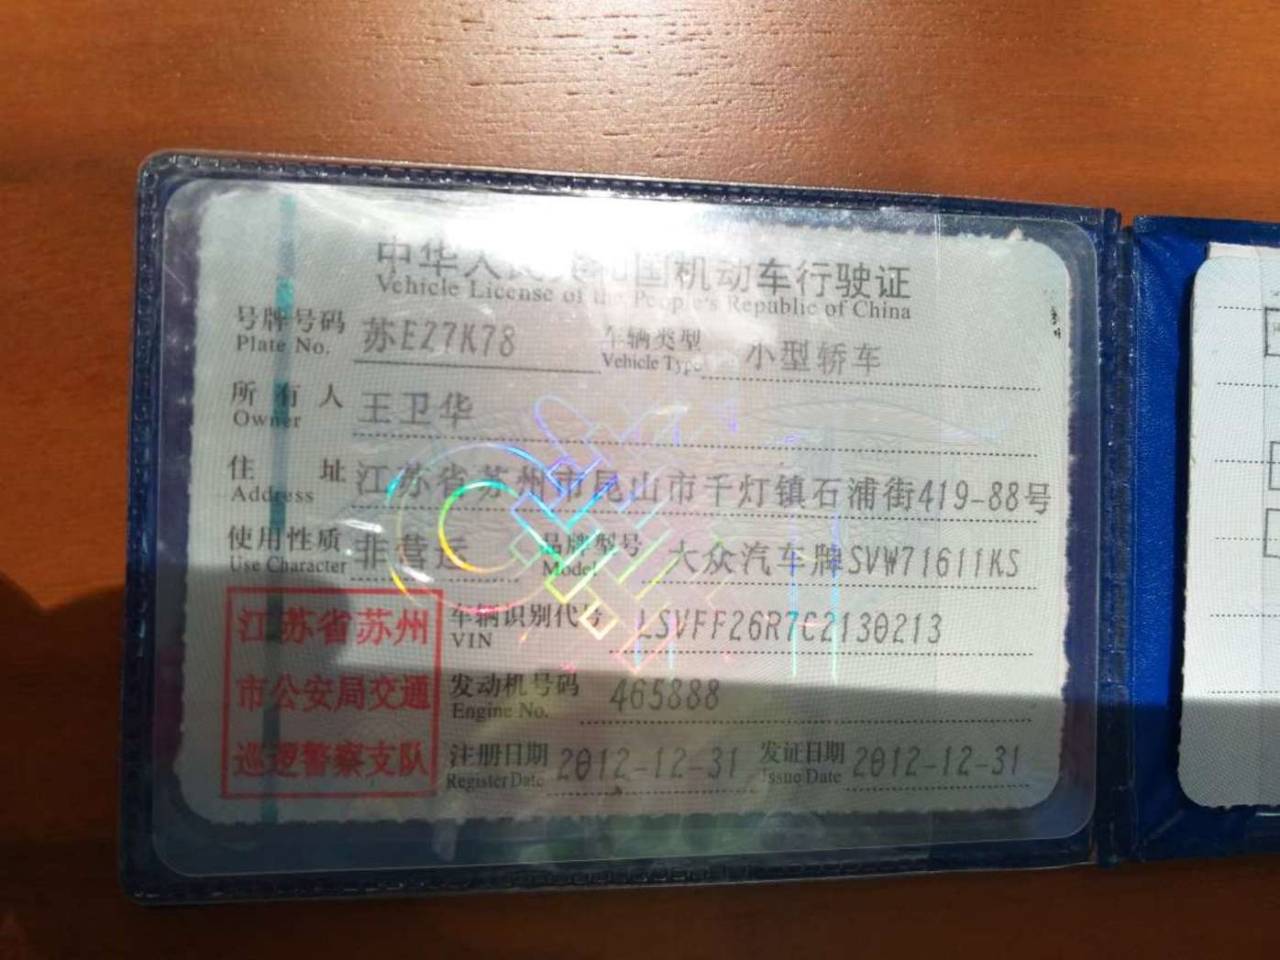 中华人民共和国机动车行驶证
Vehicle License of the People's Republic of China
号牌号码 苏E27K78 车辆类型 小型轿车
Plate No. Vehicle Type
所有人 王卫华
Owner
住址 江苏省苏州市昆山市千灯镇石浦街419-88号
Address
使用性质 非营运 品牌型号 大众汽车牌SVW71611KS
Use Character Model
车辆识别代号 LSVFF26R7C2130213
VIN
发动机号码 465888
Engine No.
注册日期 2012-12-31 发证日期 2012-12-31
Register Date Issue Date
江苏省苏州
市公安局交通
巡逻警察支队